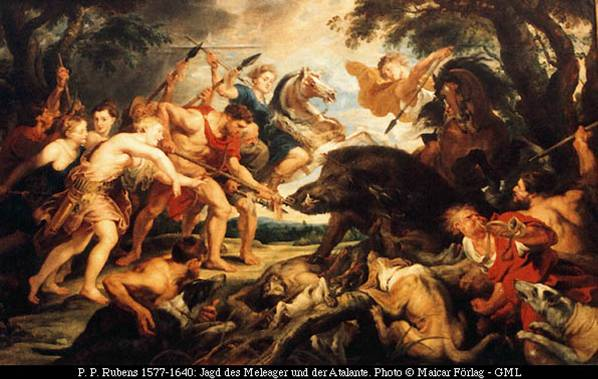 P. P. Rubens 1577-1640: Jagd des Meleager und der Atalante. Photo © Maicar Förlag - GML